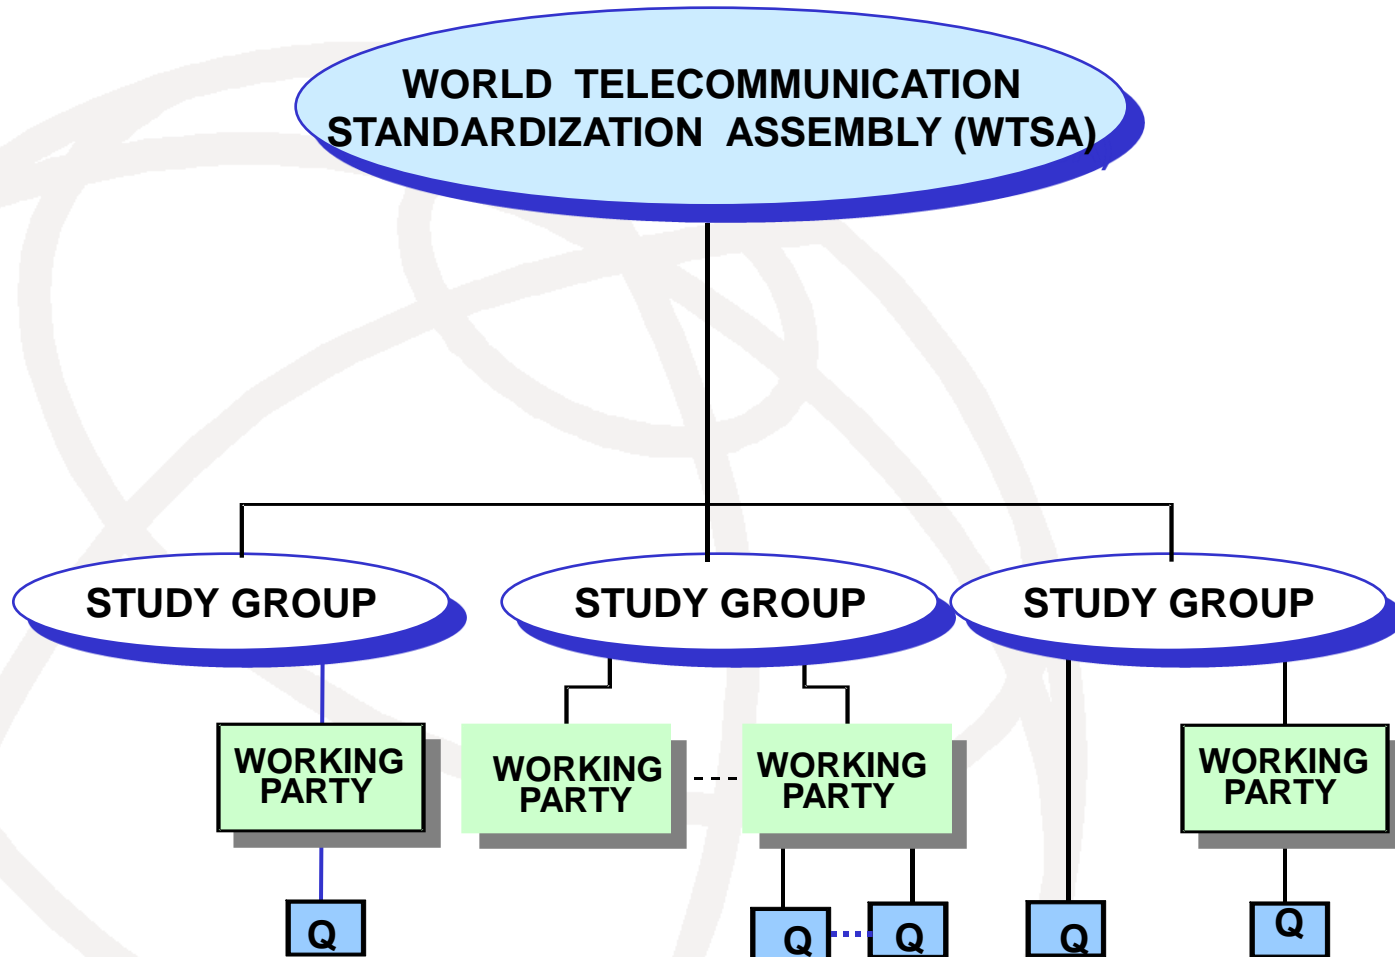 WORLD TELECOMMUNICATION
STANDARDIZATION ASSEMBLY (WTSA)
STUDY GROUP
STUDY GROUP
STUDY GROUP
WORKING
PARTY
WORKING
PARTY
WORKING
PARTY
WORKING
PARTY
Q
Q
Q
Q
Q